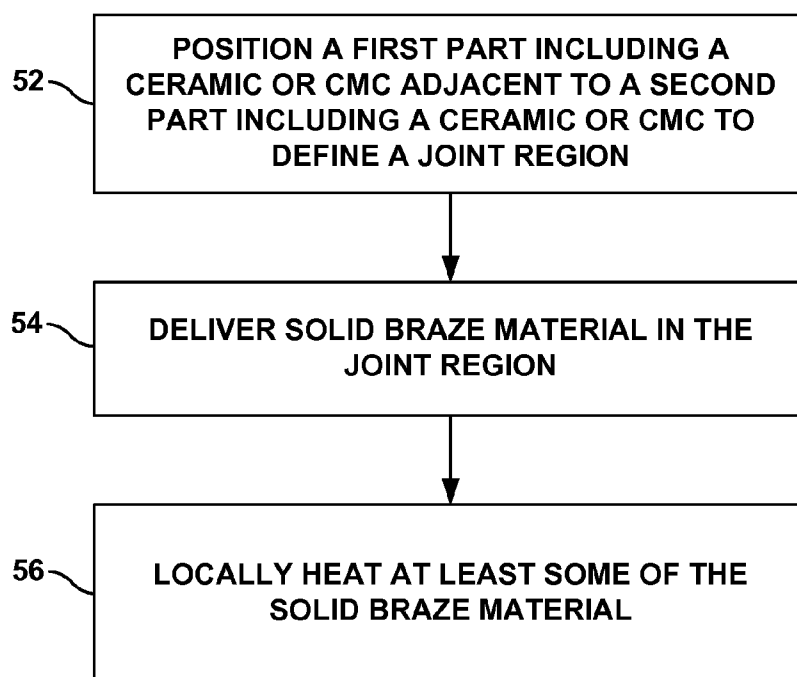 52
POSITION A FIRST PART INCLUDING A
CERAMIC OR CMC ADJACENT TO A SECOND
PART INCLUDING A CERAMIC OR CMC TO
DEFINE A JOINT REGION
54
DELIVER SOLID BRAZE MATERIAL IN THE
JOINT REGION
56
LOCALLY HEAT AT LEAST SOME OF THE
SOLID BRAZE MATERIAL